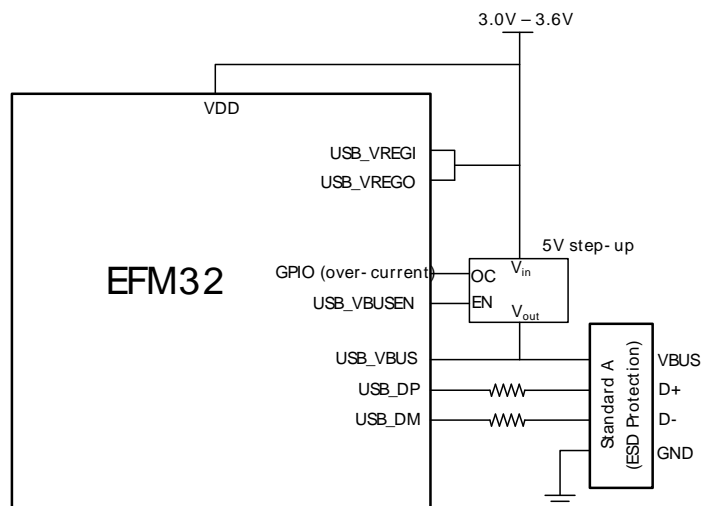 3.0V – 3.6V
VDD
USB_VREGI
USB_VREGO
5V step-up
EFM32
GPIO (over-current)
OC
Vin
USB_VBUSEN
EN
Vout
USB_VBUS
VBUS
USB_DP
D+
USB_DM
D-
GND
Standard A
(ESD Protection)